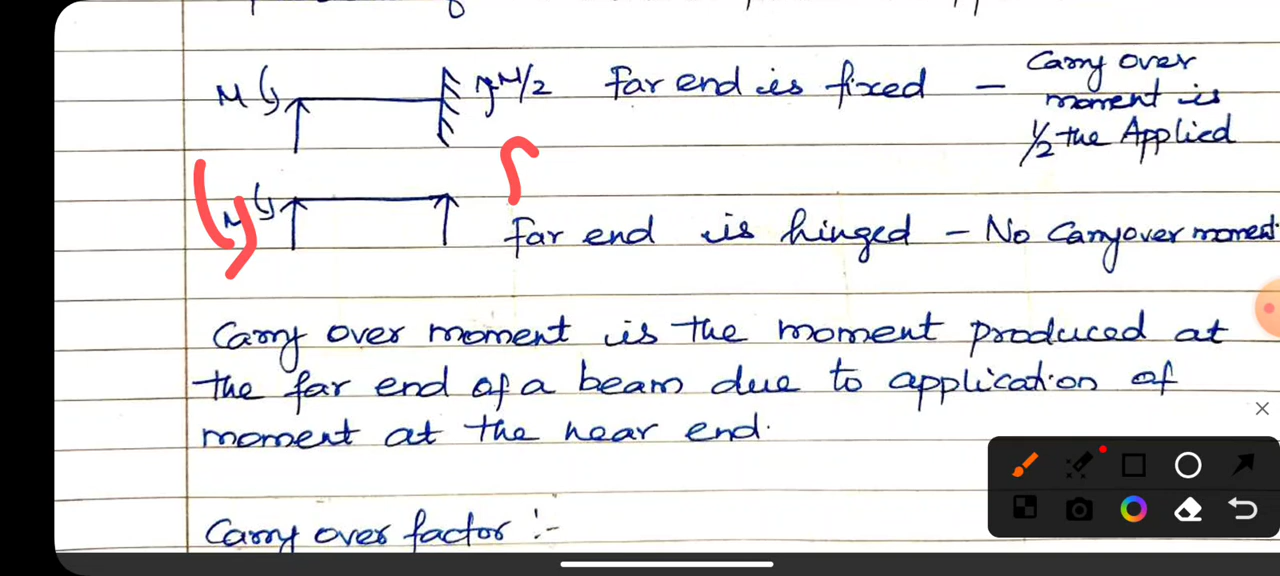 M M/2 Far end is fixed - Carry over
moment is
1/2 the Applied
M Far end is hinged - No Carryover moment.
Carry over moment is the moment produced at
the far end of a beam due to application of
moment at the near end.
Carry over factor :-